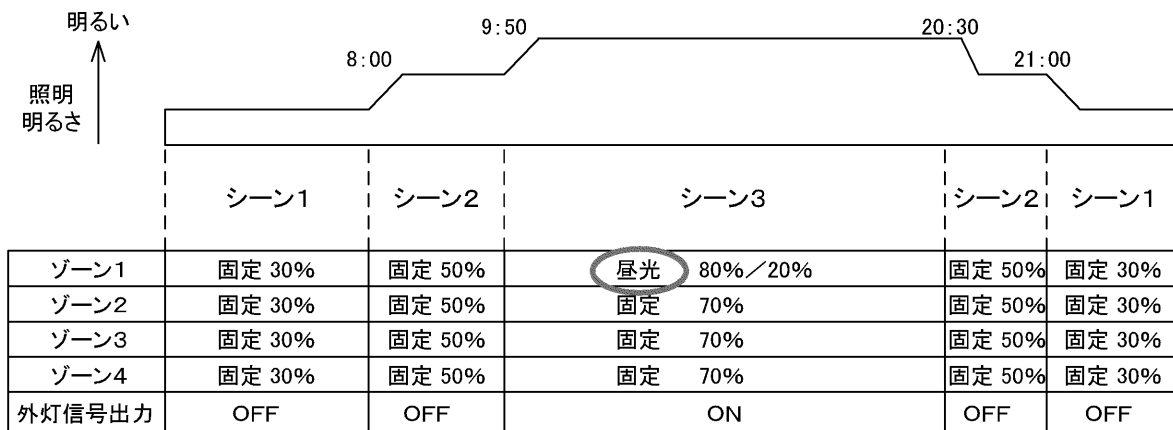 明るい
照明
明るさ
8:00
9:50
20:30
21:00
シーン1 シーン2 シーン3 シーン2 シーン1
ゾーン1 固定 30% 固定 50% 昼光 80%/20% 固定 50% 固定 30%
ゾーン2 固定 30% 固定 50% 固定 70% 固定 50% 固定 30%
ゾーン3 固定 30% 固定 50% 固定 70% 固定 50% 固定 30%
ゾーン4 固定 30% 固定 50% 固定 70% 固定 50% 固定 30%
外灯信号出力 OFF OFF ON OFF OFF